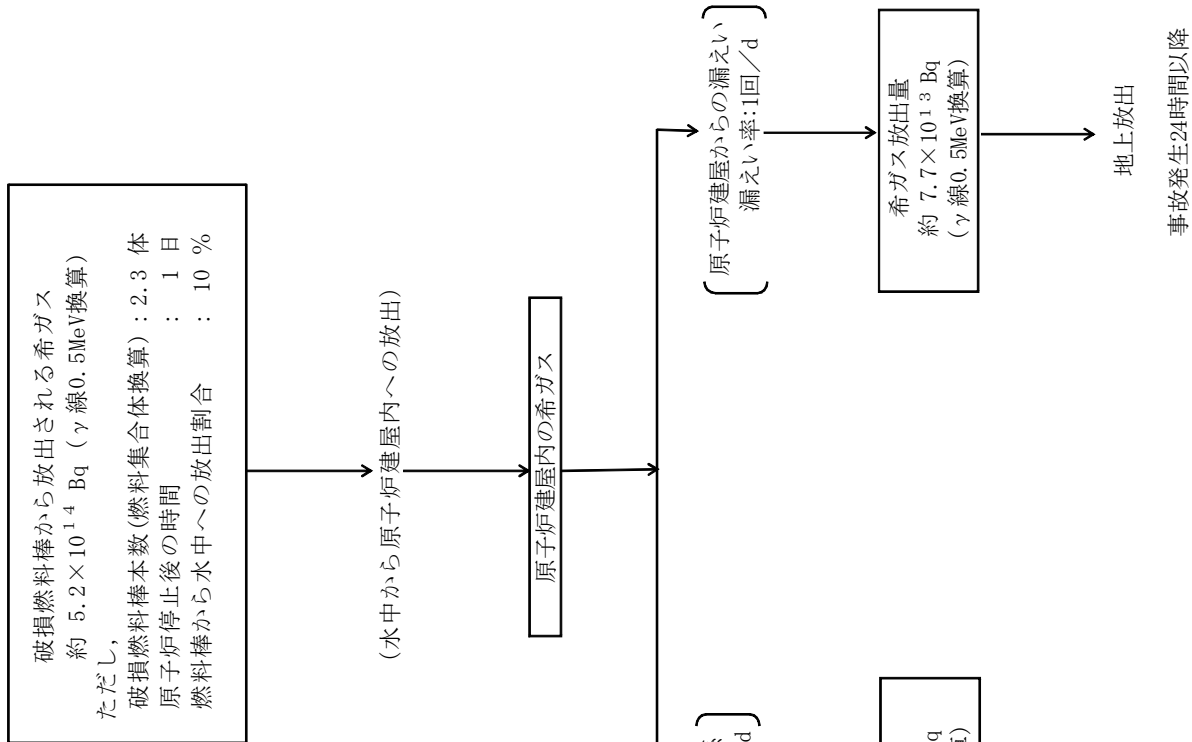 破損燃料棒から放出される希ガス
約 5.2×10¹⁴ Bq (γ線0.5MeV換算)
ただし,
破損燃料棒本数(燃料集合体換算) : 2.3 体
原子炉停止後の時間 : 1 日
燃料棒から水中への放出割合 : 10 %
(水中から原子炉建屋内への放出)
原子炉建屋内の希ガス
原子炉建屋からの漏えい
漏えい率:1回/d
希ガス放出量
約 7.7×10¹³ Bq
(γ線0.5MeV換算)
地上放出
事故発生24時間以降
d
q